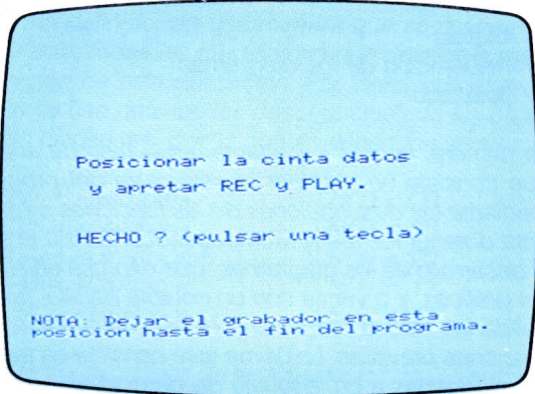 Posicionar la cinta datos
y apretar REC y PLAY.
HECHO ? (pulsar una tecla)
NOTA: Dejar el grabador en esta
posicion hasta el fin del programa.